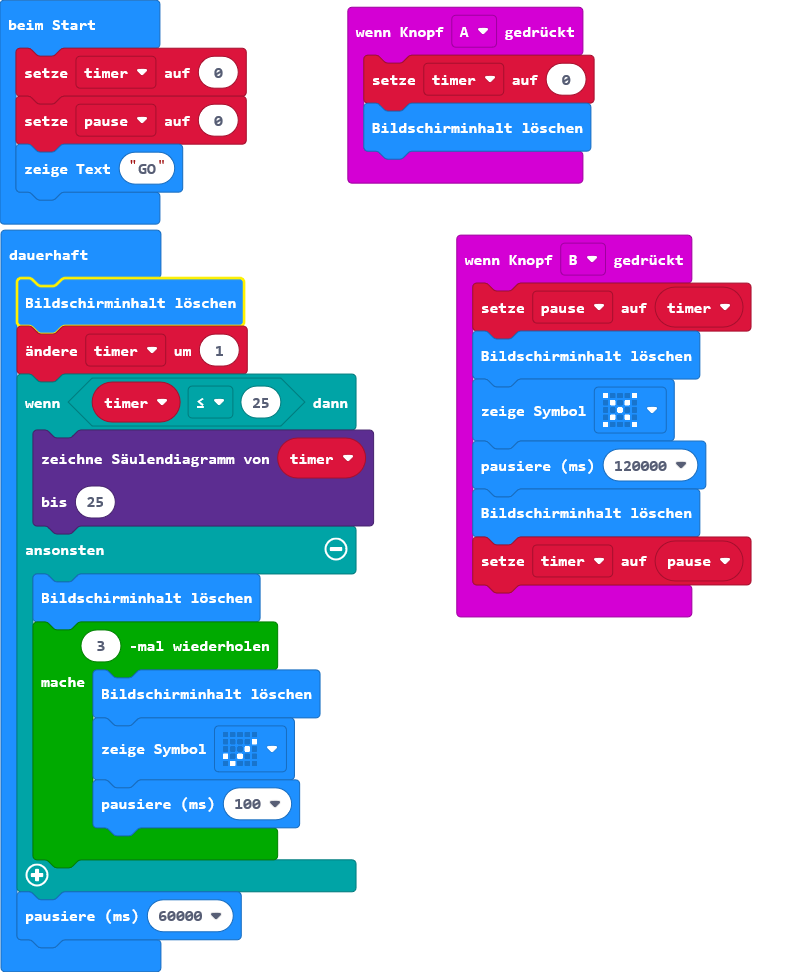 beim Start
setze timer auf 0
setze pause auf 0
zeige Text "GO"
wenn Knopf A gedrückt
setze timer auf 0
Bildschirminhalt löschen
dauerhaft
Bildschirminhalt löschen
ändere timer um 1
wenn timer ≤ 25 dann
zeichne Säulendiagramm von timer
bis 25
ansonsten
Bildschirminhalt löschen
3 -mal wiederholen
mache
Bildschirminhalt löschen
zeige Symbol
pausiere (ms) 100
pausiere (ms) 60000
wenn Knopf B gedrückt
setze pause auf timer
Bildschirminhalt löschen
zeige Symbol
pausiere (ms) 120000
Bildschirminhalt löschen
setze timer auf pause